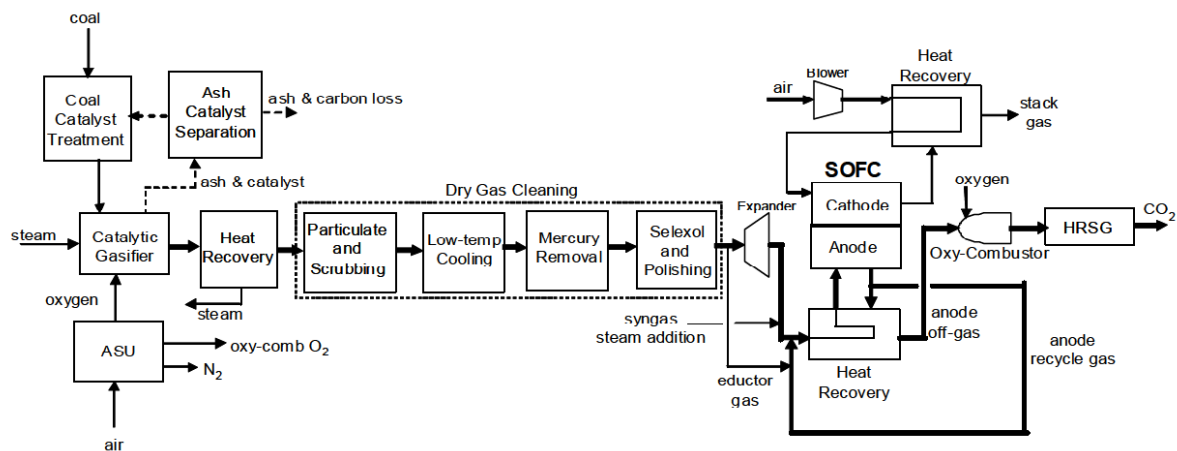 coal
Coal
Catalyst
Treatment
Ash
Catalyst
Separation
ash & carbon loss
ash & catalyst
steam
Catalytic
Gasifier
Heat
Recovery
steam
oxygen
ASU
oxy-comb O₂
N₂
air
Dry Gas Cleaning
Particulate
and
Scrubbing
Low-temp
Cooling
Mercury
Removal
Selexol
and
Polishing
Expander
syngas
steam addition
eductor
gas
air
Blower
Heat
Recovery
stack
gas
SOFC
Cathode
Anode
Heat
Recovery
oxygen
Oxy-Combustor
anode
off-gas
anode
recycle gas
HRSG
CO₂